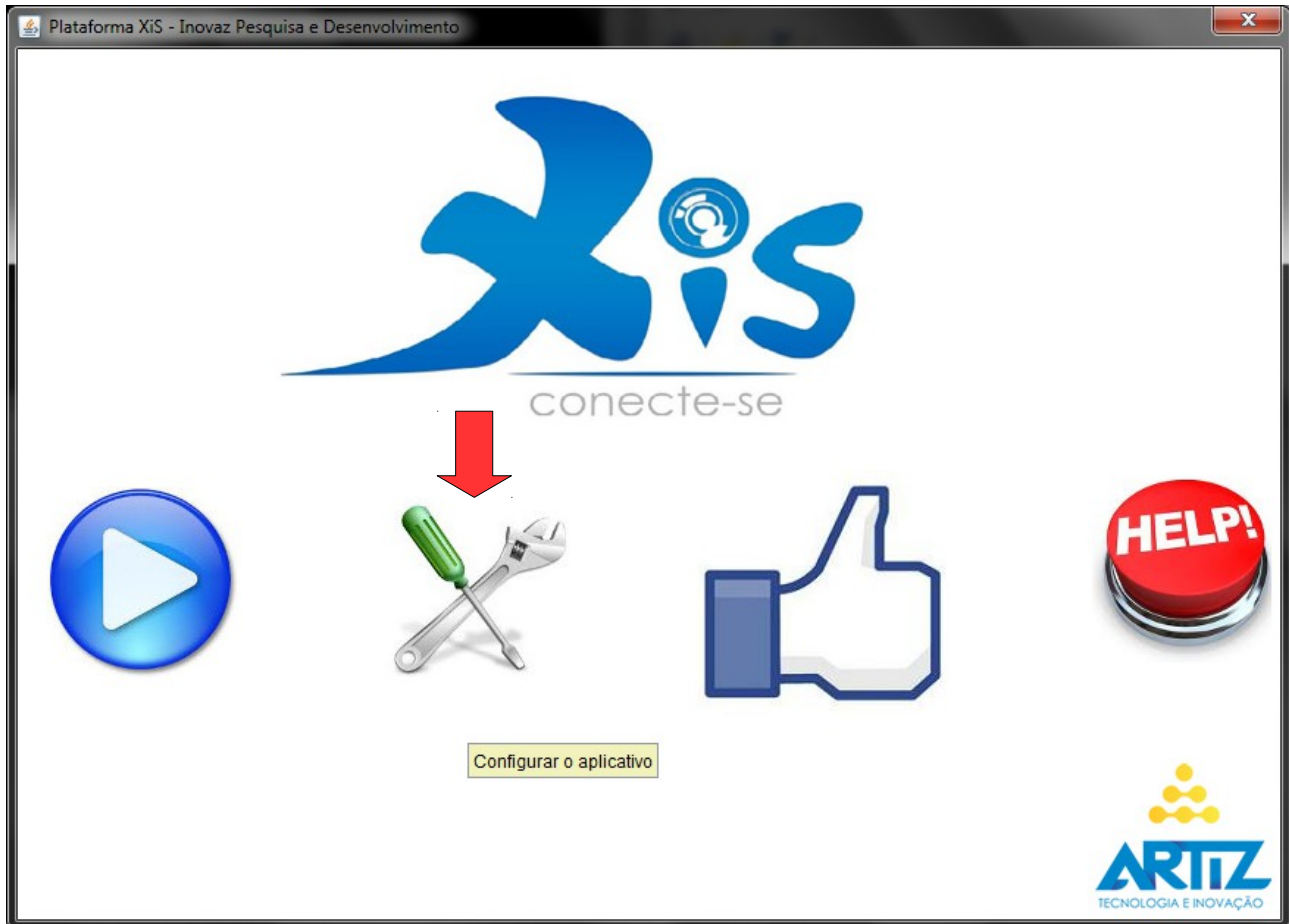 Plataforma XiS - Inovaz Pesquisa e Desenvolvimento
xis
conecte-se
HELP!
Configurar o aplicativo
ARTIZ
TECNOLOGIA E INOVAÇÃO